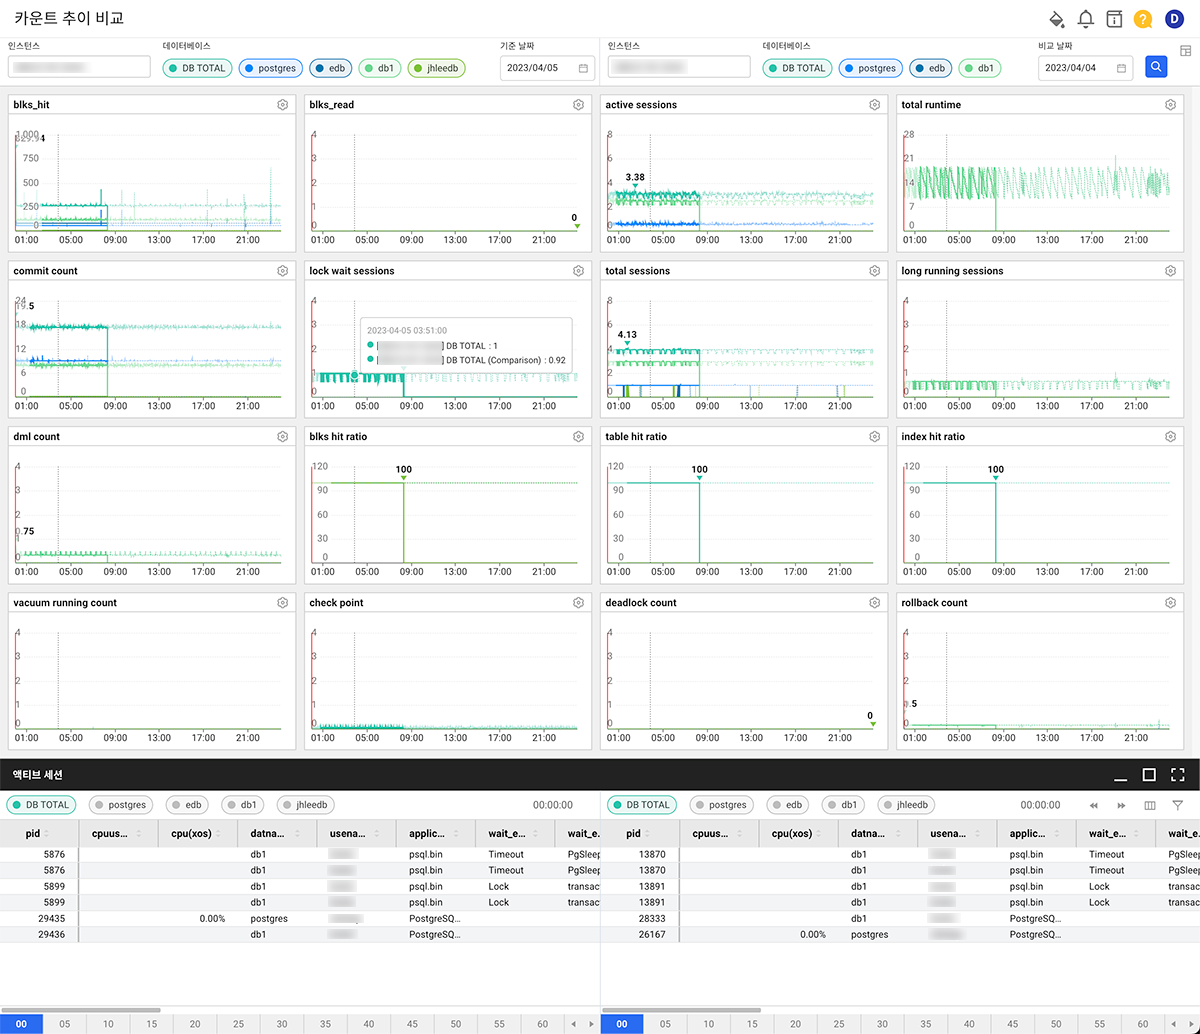 카운트 추이 비교
? D
인스턴스 데이터베이스 기준 날짜 인스턴스 데이터베이스 비교 날짜
DB TOTAL postgres edb db1 jhleedb 2023/04/05 DB TOTAL postgres edb db1 2023/04/04
blks_hit
1,000
750
500
250
0
01:00 05:00 09:00 13:00 17:00 21:00
blks_read
4
3
2
1
0
0
01:00 05:00 09:00 13:00 17:00 21:00
active sessions
8
6
4
2
0
3.38
01:00 05:00 09:00 13:00 17:00 21:00
total runtime
28
21
14
7
0
01:00 05:00 09:00 13:00 17:00 21:00
commit count
24
18
12
6
0
01:00 05:00 09:00 13:00 17:00 21:00
lock wait sessions
4
3
2
1
0
2023-04-05 03:51:00
] DB TOTAL : 1
] DB TOTAL (Comparison) : 0.92
01:00 05:00 09:00 13:00 17:00 21:00
total sessions
8
6
4
2
0
4.13
01:00 05:00 09:00 13:00 17:00 21:00
long running sessions
4
3
2
1
0
01:00 05:00 09:00 13:00 17:00 21:00
dml count
4
3
2
0.75
0
01:00 05:00 09:00 13:00 17:00 21:00
blks hit ratio
120
90
60
30
0
100
01:00 05:00 09:00 13:00 17:00 21:00
table hit ratio
120
90
60
30
0
100
01:00 05:00 09:00 13:00 17:00 21:00
index hit ratio
120
90
60
30
0
100
01:00 05:00 09:00 13:00 17:00 21:00
vacuum running count
4
3
2
1
0
01:00 05:00 09:00 13:00 17:00 21:00
check point
4
3
2
1
0
01:00 05:00 09:00 13:00 17:00 21:00
deadlock count
4
3
2
1
0
0
01:00 05:00 09:00 13:00 17:00 21:00
rollback count
4
3
2
1
.5
0
01:00 05:00 09:00 13:00 17:00 21:00
액티브 세션
DB TOTAL postgres edb db1 jhleedb 00:00:00
pid cpuus... cpu(xos) datna... usena... applic... wait_e... wait_e.
5876 db1 psql.bin Timeout PgSleep
5876 db1 psql.bin Timeout PgSleep
5899 db1 psql.bin Lock transac
5899 db1 psql.bin Lock transac
29435 0.00% postgres PostgreSQ...
29436 db1 PostgreSQ...
00 05 10 15 20 25 30 35 40 45 50 55 60
DB TOTAL postgres edb db1 jhleedb 00:00:00
pid cpuus... cpu(xos) datna... usena... applic... wait_e... wait_e.
13870 db1 psql.bin Timeout PgSleep
13870 db1 psql.bin Timeout PgSleep
13891 db1 psql.bin Lock transac
13891 db1 psql.bin Lock transac
28333 db1 PostgreSQ...
26167 0.00% postgres PostgreSQ...
00 05 10 15 20 25 30 35 40 45 50 55 60